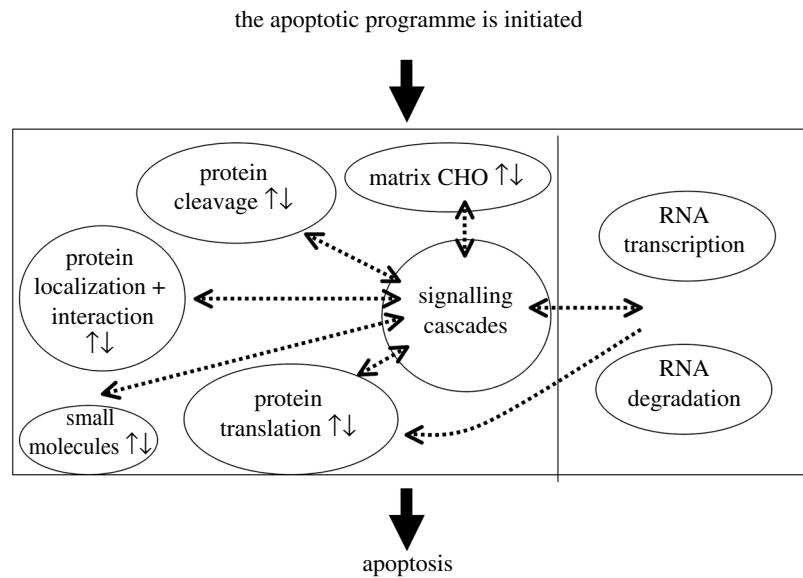 the apoptotic programme is initiated
protein
cleavage ↑↓
matrix CHO ↑↓
RNA
transcription
protein
localization +
interaction
↑↓
signalling
cascades
RNA
degradation
protein
translation ↑↓
small
molecules ↑↓
apoptosis